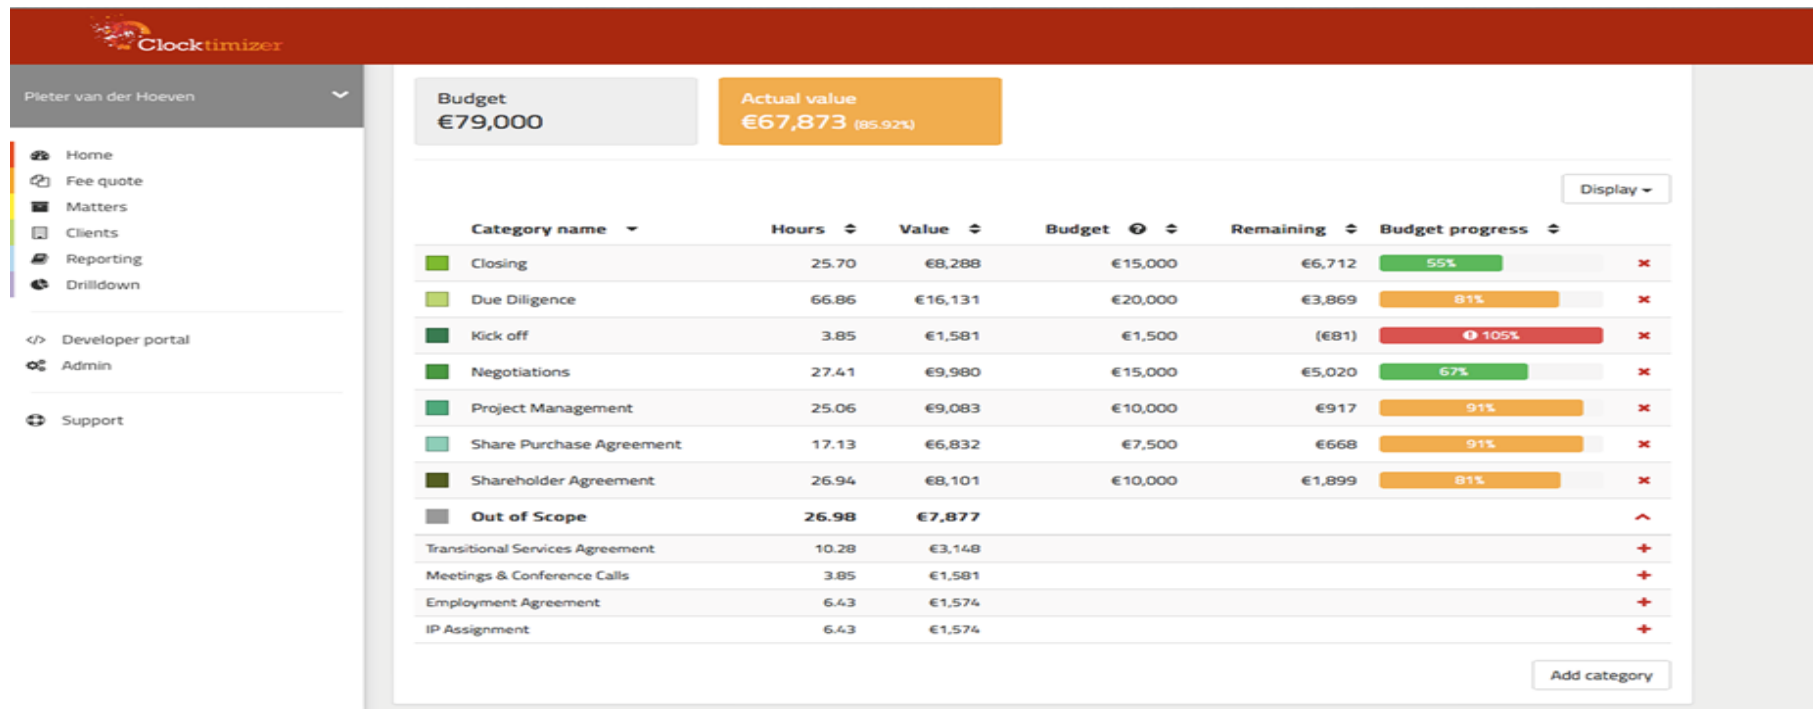 Clocktimizer
Pieter van der Hoeven
Home
Fee quote
Matters
Clients
Reporting
Drilldown
Developer portal
Admin
Support
Budget
€79,000
Actual value
€67,873 (85.92%)
Display
Category name Hours Value Budget Remaining Budget progress
Closing 25.70 €8,288 €15,000 €6,712 55%
Due Diligence 66.86 €16,131 €20,000 €3,869 81%
Kick off 3.85 €1,581 €1,500 (€81) 105%
Negotiations 27.41 €9,980 €15,000 €5,020 67%
Project Management 25.06 €9,083 €10,000 €917 91%
Share Purchase Agreement 17.13 €6,832 €7,500 €668 91%
Shareholder Agreement 26.94 €8,101 €10,000 €1,899 81%
Out of Scope 26.98 €7,877
Transitional Services Agreement 10.28 €3,148
Meetings & Conference Calls 3.85 €1,581
Employment Agreement 6.43 €1,574
IP Assignment 6.43 €1,574
Add category